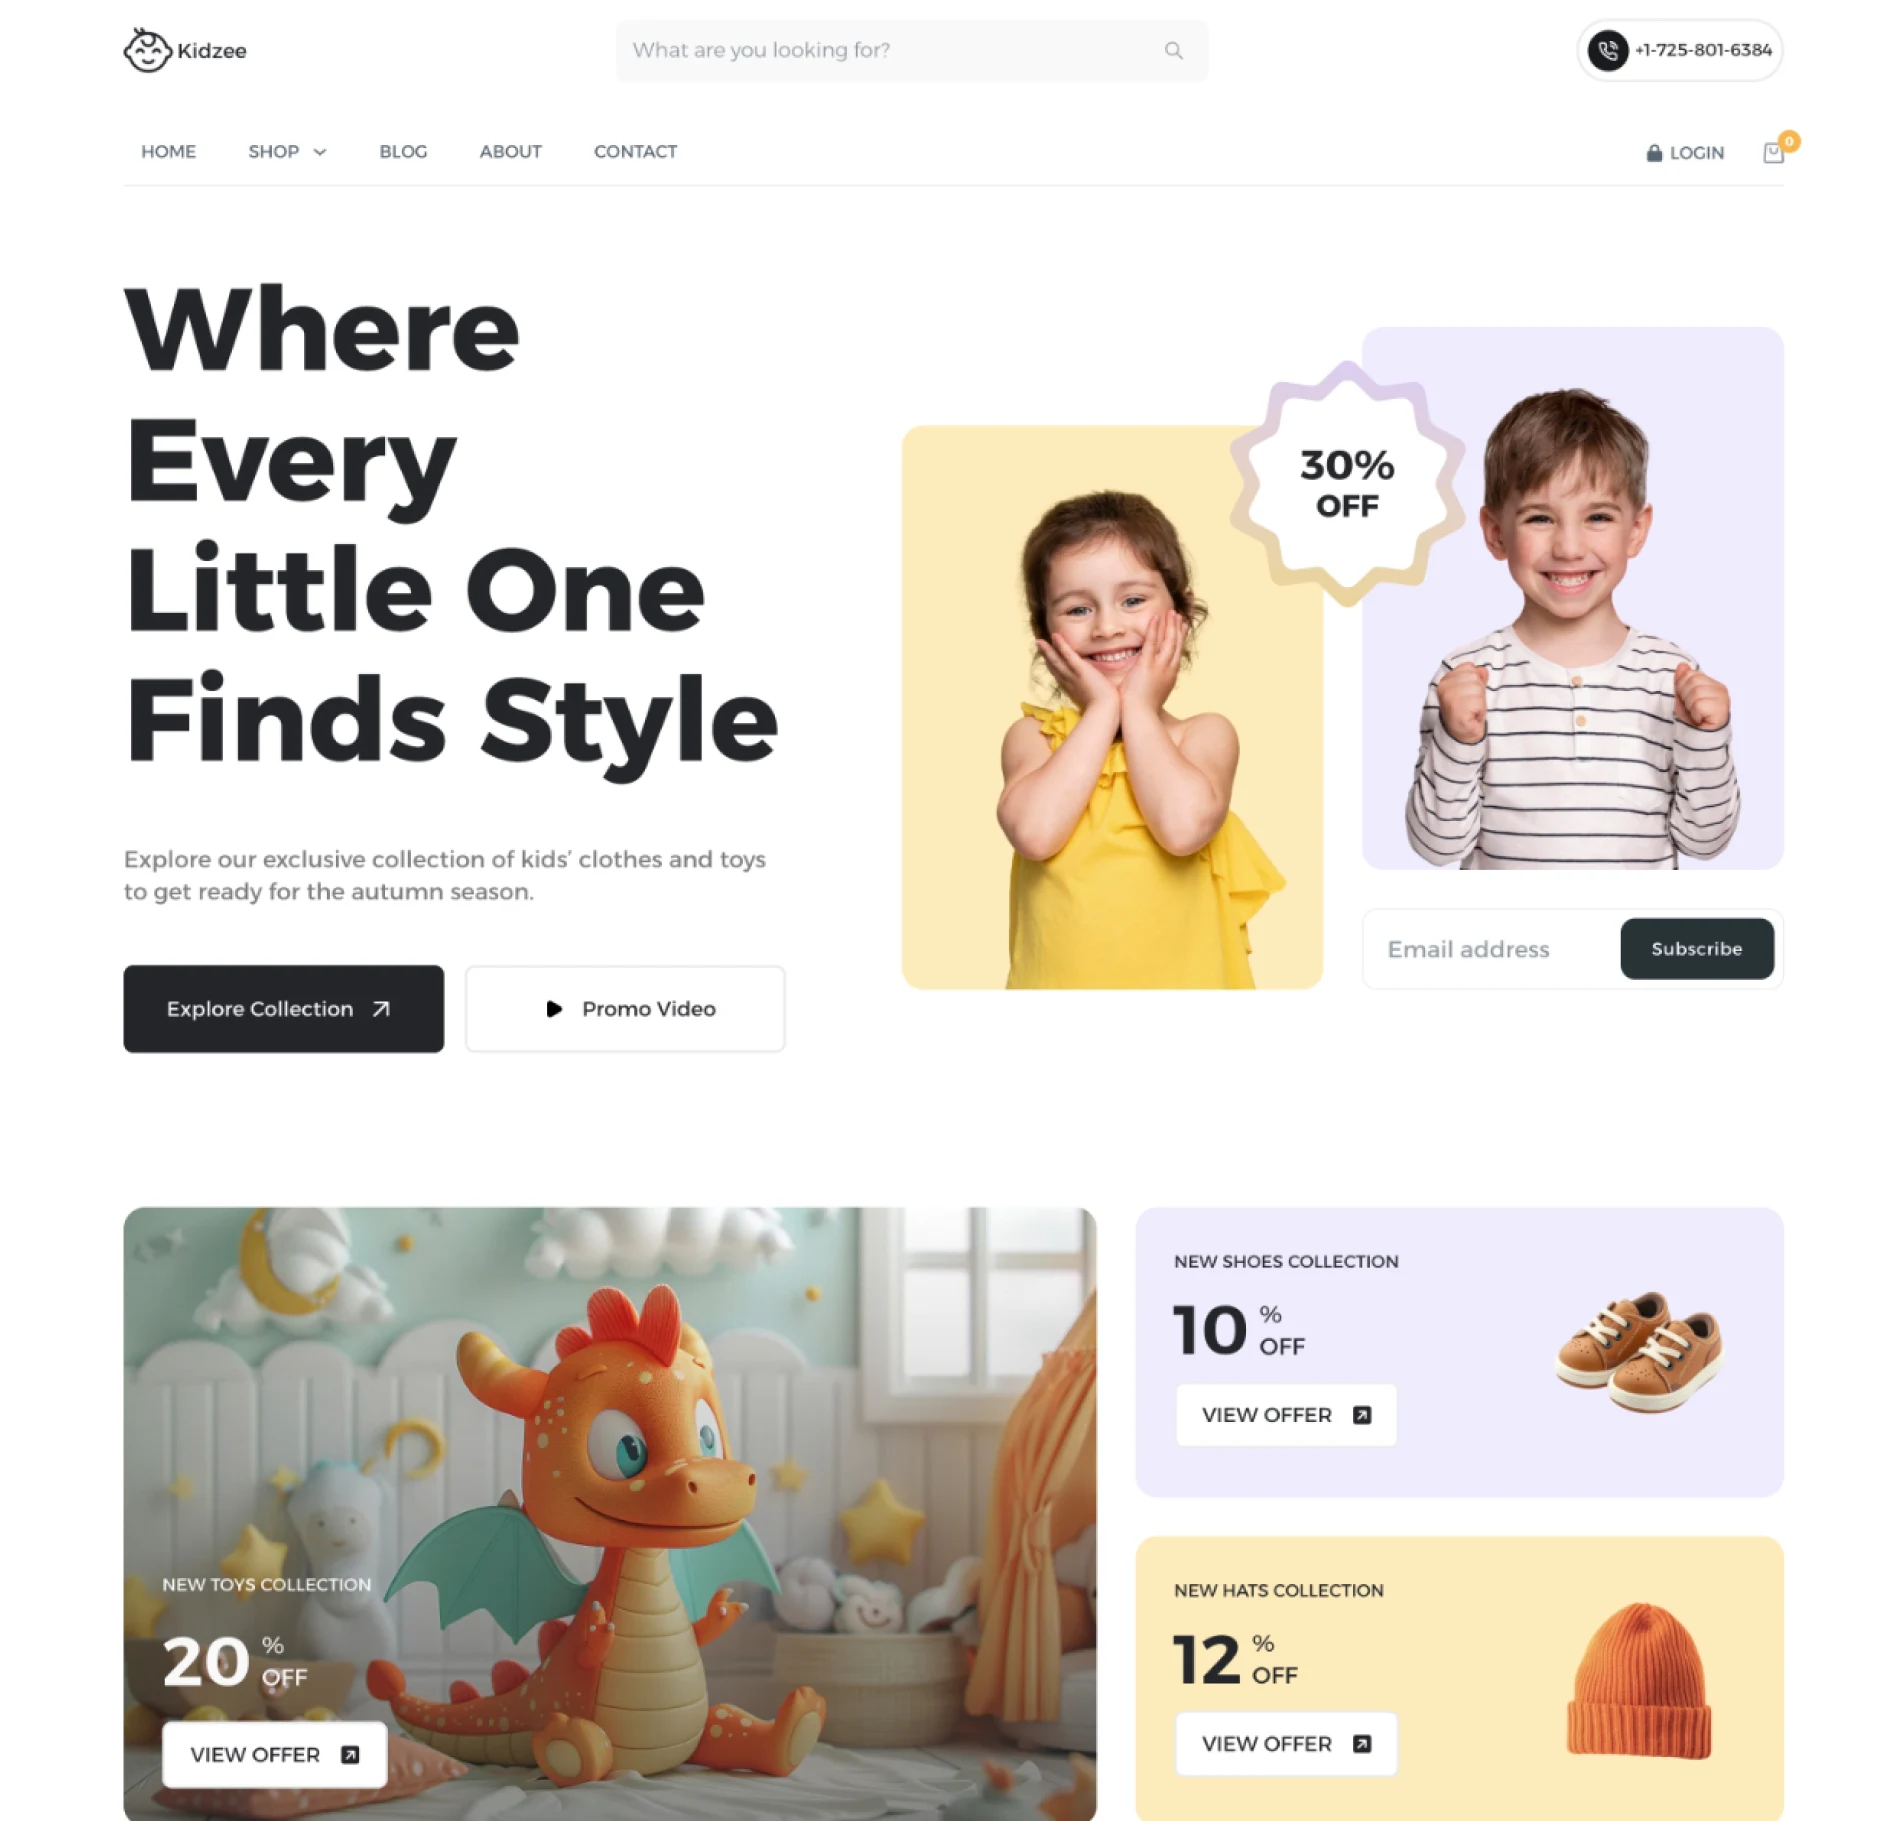 Kidzee
What are you looking for?
+1-725-801-6384
HOME
SHOP
BLOG
ABOUT
CONTACT
LOGIN
0
Where
Every
Little One
Finds Style
Explore our exclusive collection of kids’ clothes and toys
to get ready for the autumn season.
Explore Collection
Promo Video
30%
OFF
Email address
Subscribe
NEW TOYS COLLECTION
20 %
OFF
VIEW OFFER
NEW SHOES COLLECTION
10 %
OFF
VIEW OFFER
NEW HATS COLLECTION
12 %
OFF
VIEW OFFER